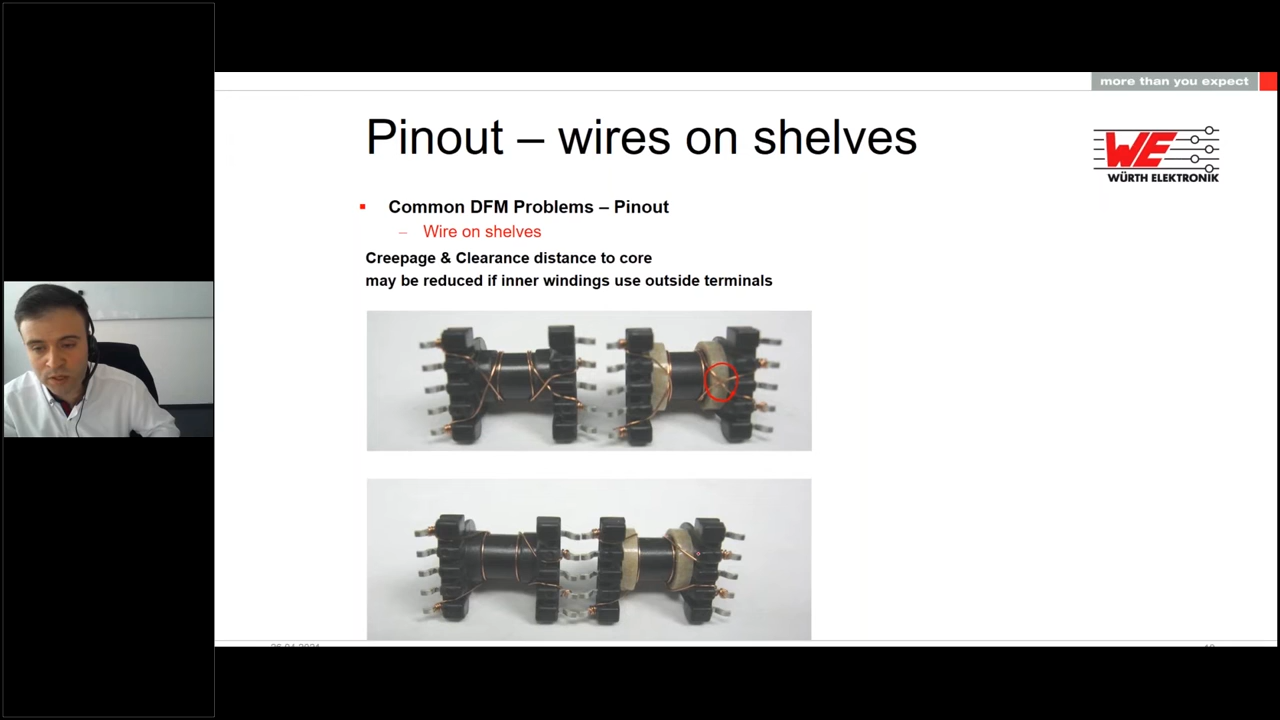 more than you expect
Pinout – wires on shelves
WE
WÜRTH ELEKTRONIK
Common DFM Problems – Pinout
– Wire on shelves
Creepage & Clearance distance to core
may be reduced if inner windings use outside terminals